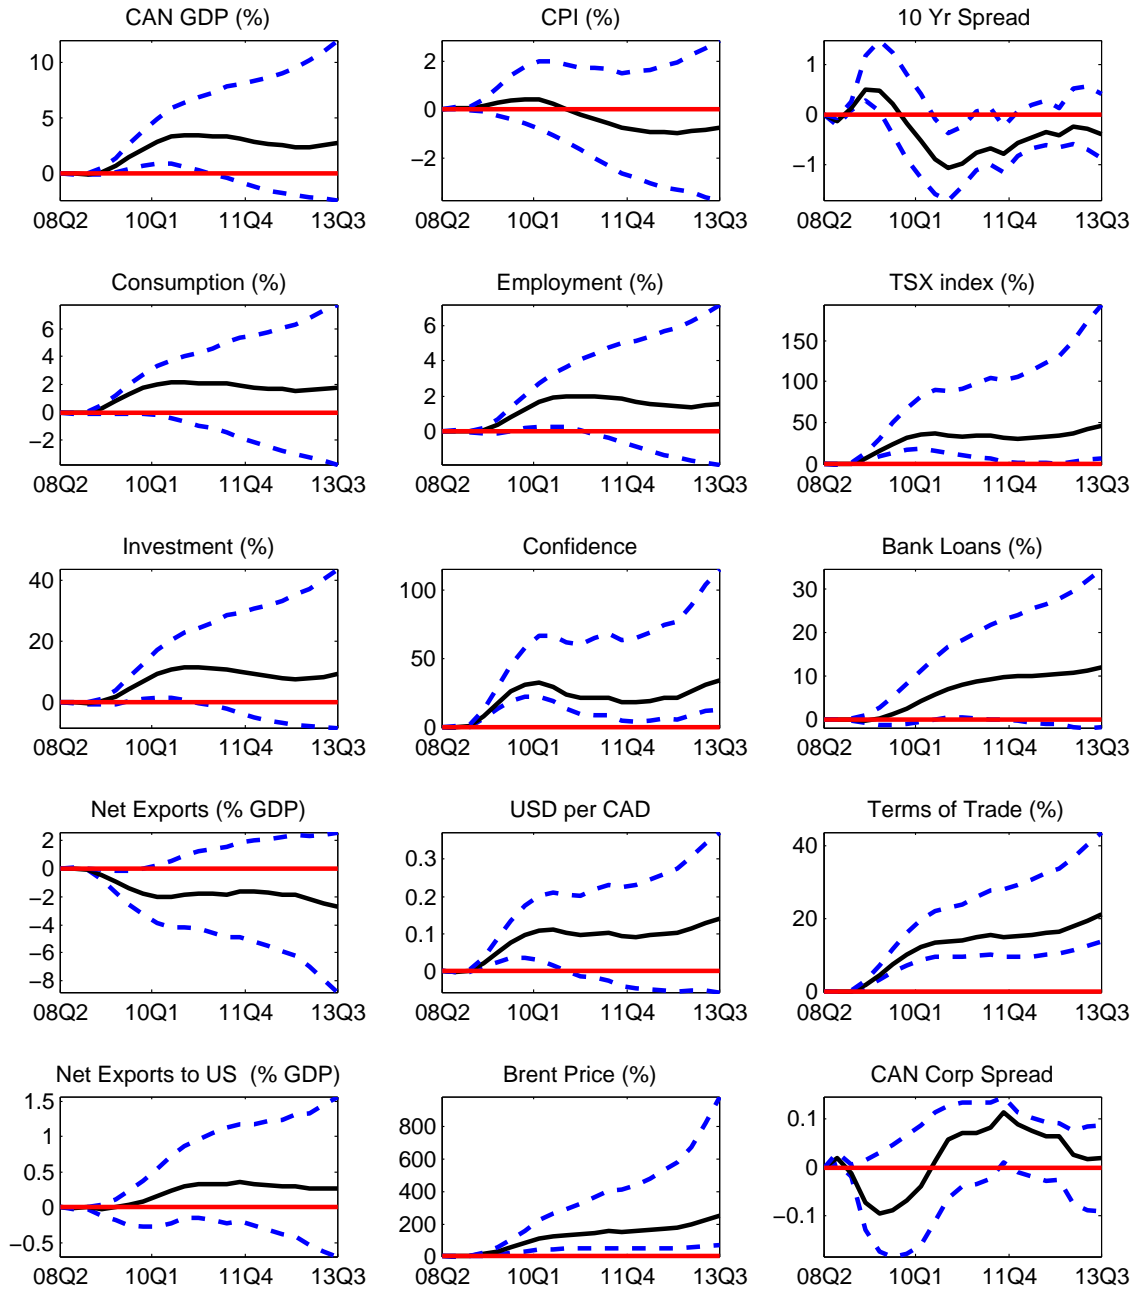 CAN GDP (%)
CPI (%)
10 Yr Spread
10
5
0
2
0
−2
1
0
−1
08Q2 10Q1 11Q4 13Q3
08Q2 10Q1 11Q4 13Q3
08Q2 10Q1 11Q4 13Q3
Consumption (%)
Employment (%)
TSX index (%)
6
4
2
0
−2
6
4
2
0
150
100
50
0
08Q2 10Q1 11Q4 13Q3
08Q2 10Q1 11Q4 13Q3
08Q2 10Q1 11Q4 13Q3
Investment (%)
Confidence
Bank Loans (%)
40
20
0
100
50
0
30
20
10
0
08Q2 10Q1 11Q4 13Q3
08Q2 10Q1 11Q4 13Q3
08Q2 10Q1 11Q4 13Q3
Net Exports (% GDP)
USD per CAD
Terms of Trade (%)
2
0
−2
−4
−6
−8
0.3
0.2
0.1
0
40
20
0
08Q2 10Q1 11Q4 13Q3
08Q2 10Q1 11Q4 13Q3
08Q2 10Q1 11Q4 13Q3
Net Exports to US (% GDP)
Brent Price (%)
CAN Corp Spread
1.5
1
0.5
0
−0.5
800
600
400
200
0
0.1
0
−0.1
08Q2 10Q1 11Q4 13Q3
08Q2 10Q1 11Q4 13Q3
08Q2 10Q1 11Q4 13Q3